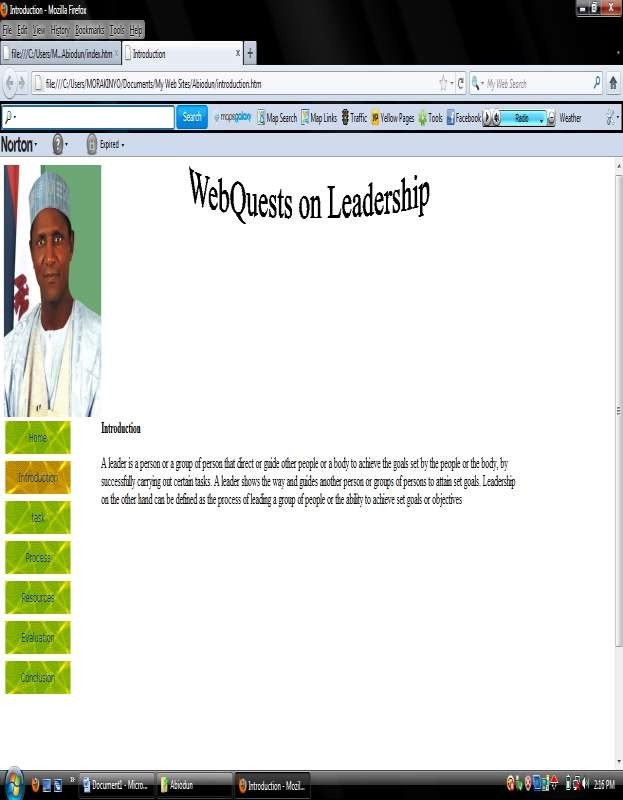 Introduction - Mozilla Firefox
File Edit View History Bookmarks Tools Help
file:///C:/Users/M...Abiodun/index.htm
Introduction
file:///C:/Users/MORAKINYO/Documents/My Web Sites/Abiodun/introduction.htm
My Web Search
Search
mapsgalaxy
Map Search
Map Links
Traffic
Yellow Pages
Tools
Facebook
Radio
Weather
Norton
Expired
WebQuests on Leadership
Home
Introduction
task
Process
Resources
Evaluation
Conclusion
Introduction
A leader is a person or a group of person that direct or guide other people or a body to achieve the goals set by the people or the body, by
successfully carrying out certain tasks. A leader shows the way and guides another person or groups of persons to attain set goals. Leadership
on the other hand can be defined as the process of leading a group of people or the ability to achieve set goals or objectives
Document1 - Micro...
Abiodun
Introduction - Mozil...
2:16 PM